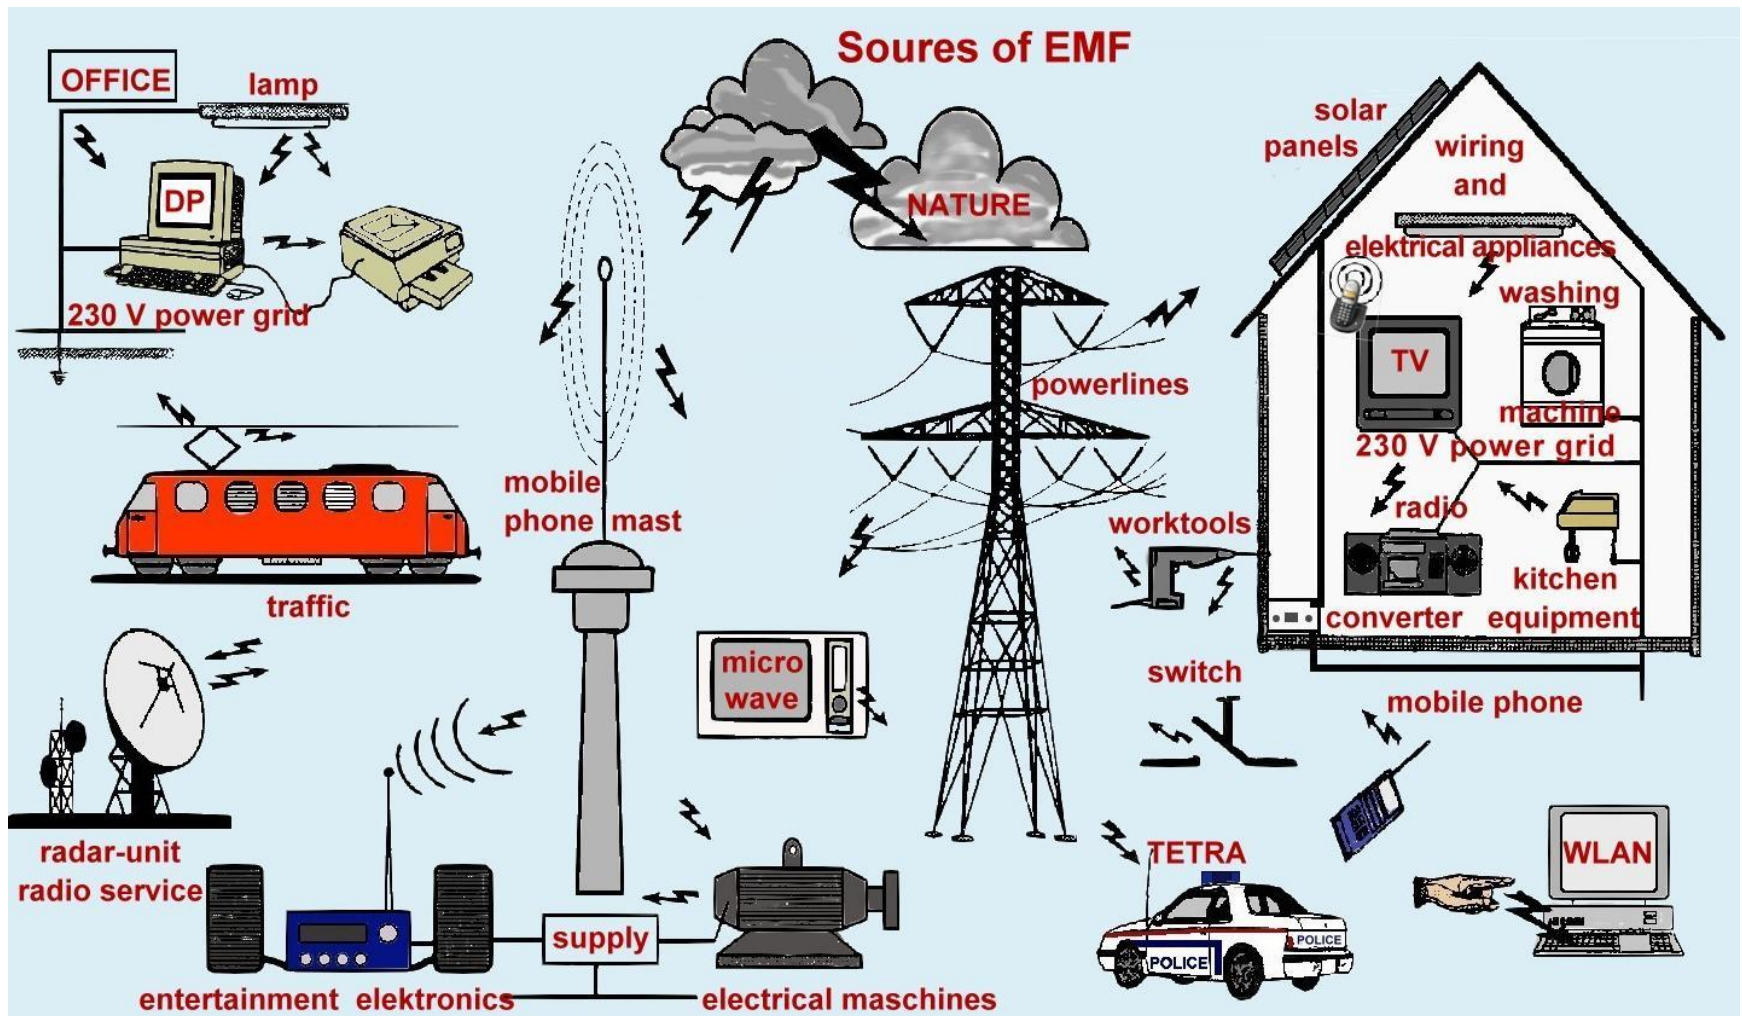 Soures of EMF
OFFICE
lamp
DP
230 V power grid
NATURE
solar
panels
wiring
and
elektrical appliances
washing
machine
TV
230 V power grid
radio
kitchen
equipment
converter
powerlines
mobile
phone mast
worktools
traffic
micro
wave
switch
mobile phone
radar-unit
radio service
TETRA
POLICE
POLICE
WLAN
supply
entertainment elektronics
electrical maschines